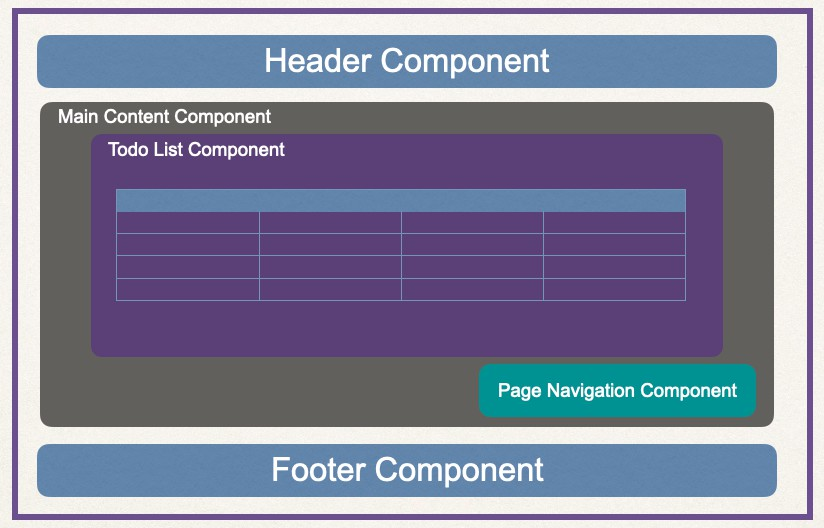 Header Component
Main Content Component
Todo List Component
Page Navigation Component
Footer Component